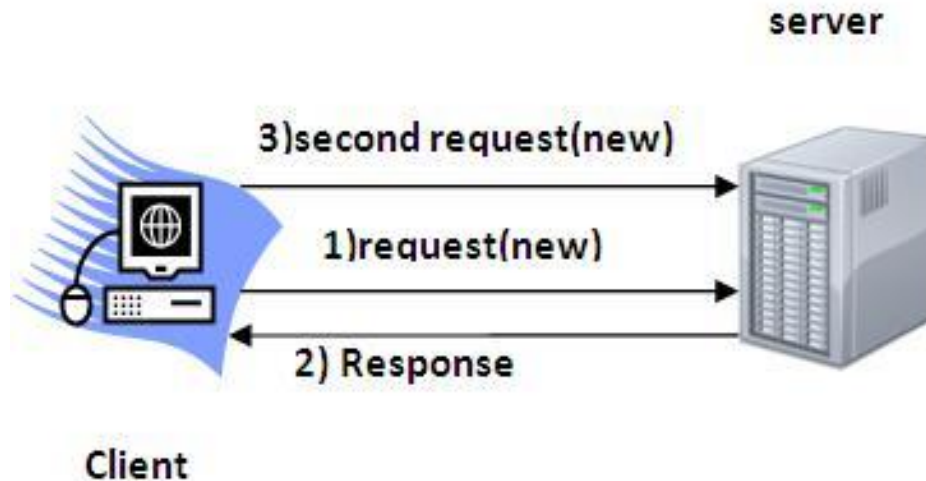 server
3)second request(new)
1)request(new)
2) Response
Client